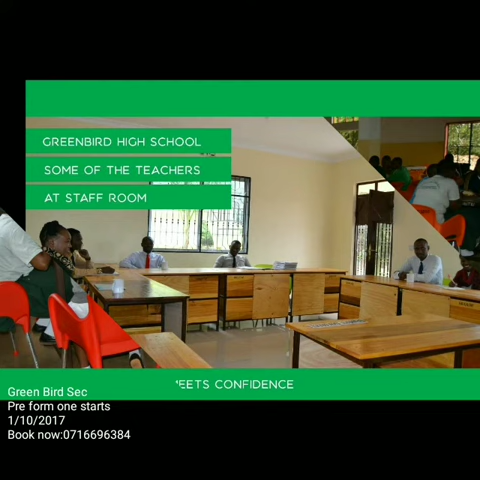 GREENBIRD HIGH SCHOOL
SOME OF THE TEACHERS
AT STAFF ROOM
EETS CONFIDENCE
Green Bird Sec
Pre form one starts
1/10/2017
Book now:0716696384